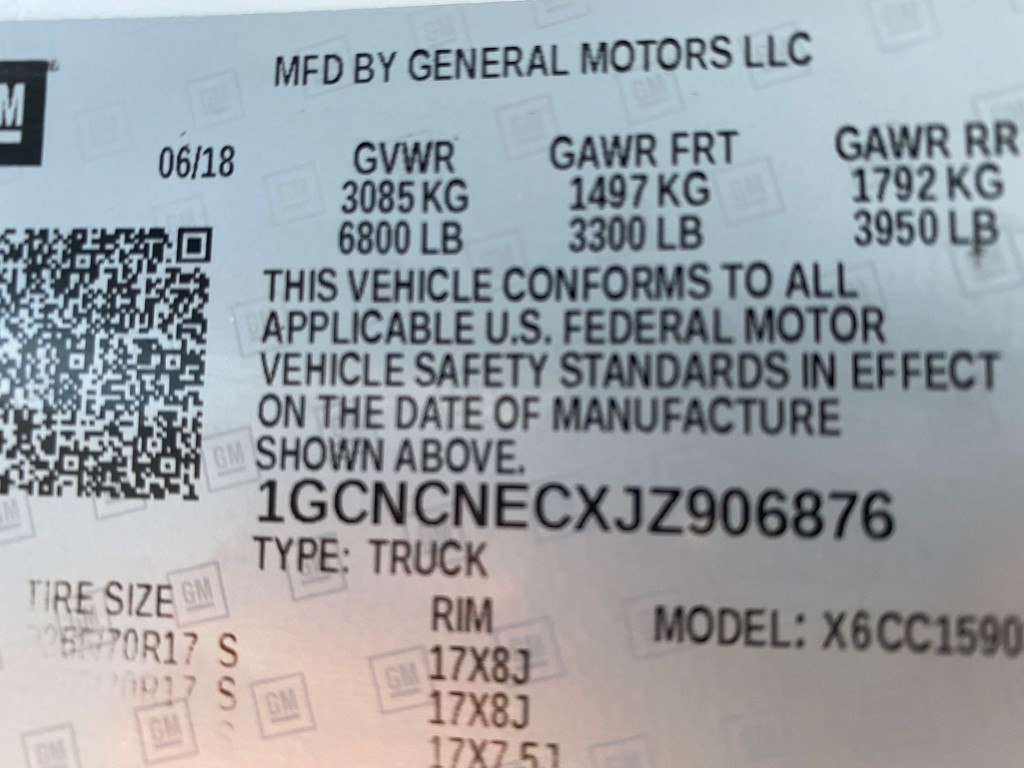 MFD BY GENERAL MOTORS LLC
06/18
GVWR GAWR FRT GAWR RR
3085 KG 1497 KG 1792 KG
6800 LB 3300 LB 3950 LB
THIS VEHICLE CONFORMS TO ALL
APPLICABLE U.S. FEDERAL MOTOR
VEHICLE SAFETY STANDARDS IN EFFECT
ON THE DATE OF MANUFACTURE
SHOWN ABOVE.
1GCNCNECXJZ906876
TYPE: TRUCK
TIRE SIZE RIM MODEL: X6CC1590
S 17X8J
S 17X8J
17X7.5J